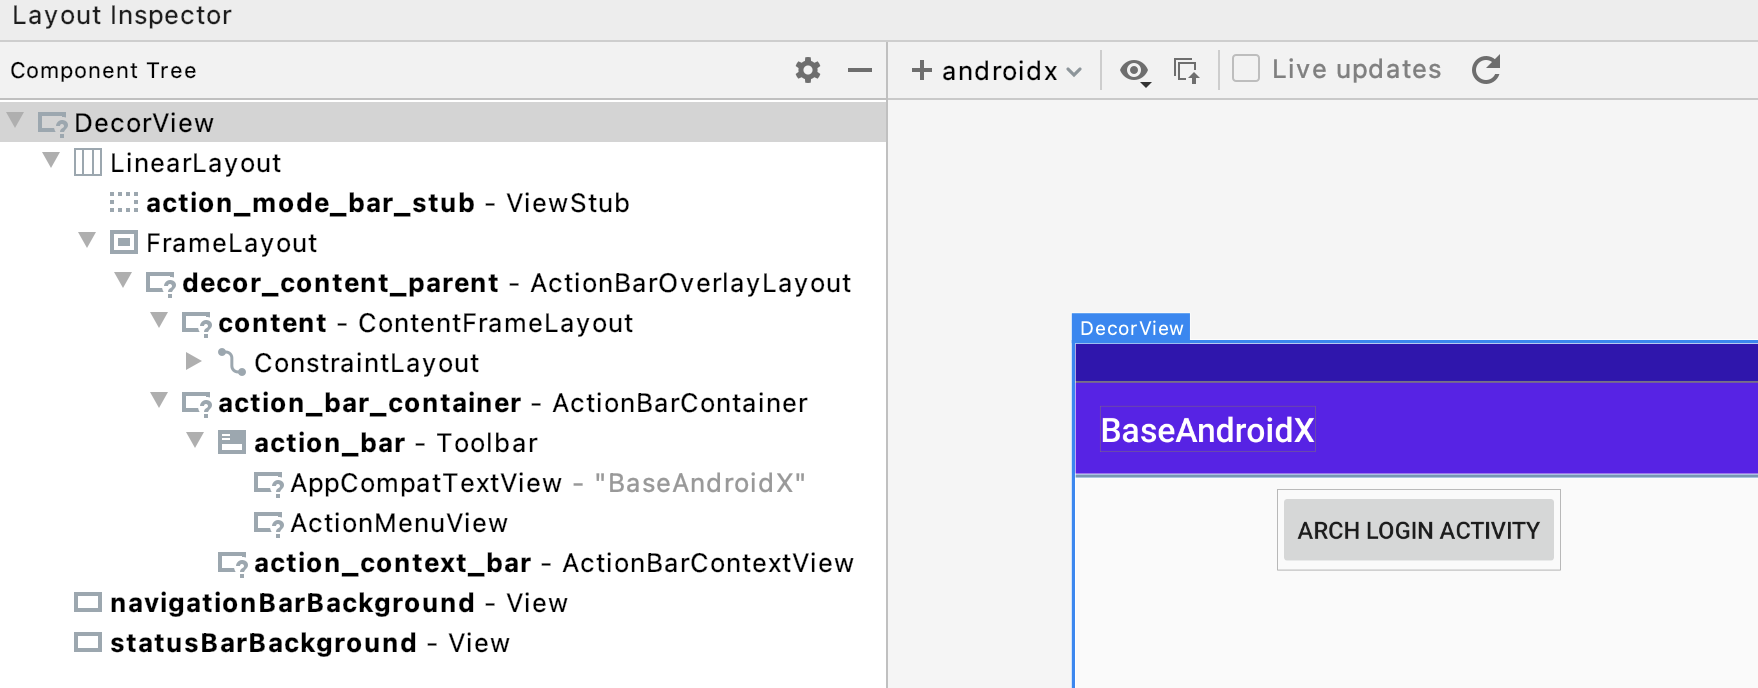 Layout Inspector
Component Tree
+ androidx
Live updates
DecorView
LinearLayout
action_mode_bar_stub - ViewStub
FrameLayout
decor_content_parent - ActionBarOverlayLayout
content - ContentFrameLayout
ConstraintLayout
action_bar_container - ActionBarContainer
action_bar - Toolbar
AppCompatTextView - "BaseAndroidX"
ActionMenuView
action_context_bar - ActionBarContextView
navigationBarBackground - View
statusBarBackground - View
DecorView
BaseAndroidX
ARCH LOGIN ACTIVITY